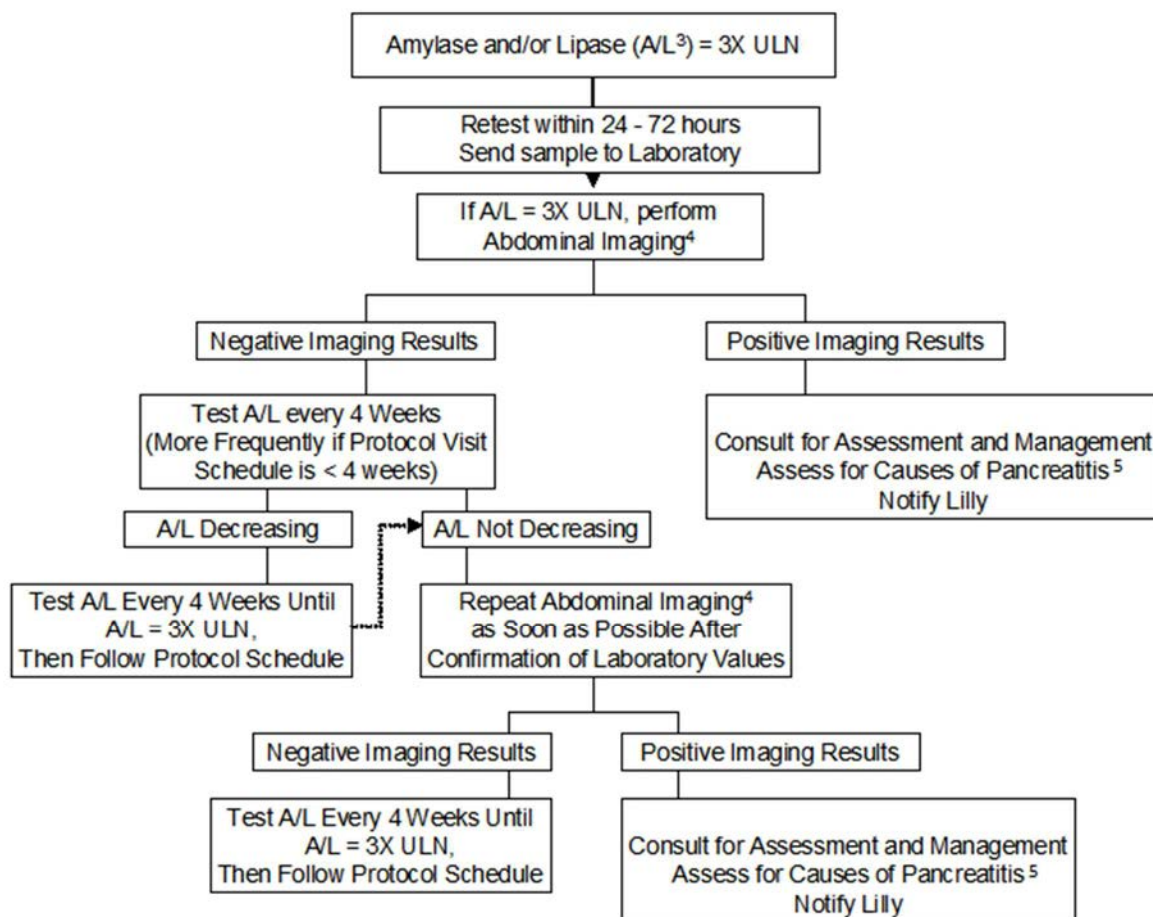 Amylase and/or Lipase (A/L³) = 3X ULN
Retest within 24 - 72 hours
Send sample to Laboratory
If A/L = 3X ULN, perform
Abdominal Imaging⁴
Negative Imaging Results
Positive Imaging Results
Test A/L every 4 Weeks
(More Frequently if Protocol Visit
Schedule is < 4 weeks)
Consult for Assessment and Management
Assess for Causes of Pancreatitis⁵
Notify Lilly
A/L Decreasing
A/L Not Decreasing
Test A/L Every 4 Weeks Until
A/L = 3X ULN,
Then Follow Protocol Schedule
Repeat Abdominal Imaging⁴
as Soon as Possible After
Confirmation of Laboratory Values
Negative Imaging Results
Positive Imaging Results
Test A/L Every 4 Weeks Until
A/L = 3X ULN,
Then Follow Protocol Schedule
Consult for Assessment and Management
Assess for Causes of Pancreatitis⁵
Notify Lilly